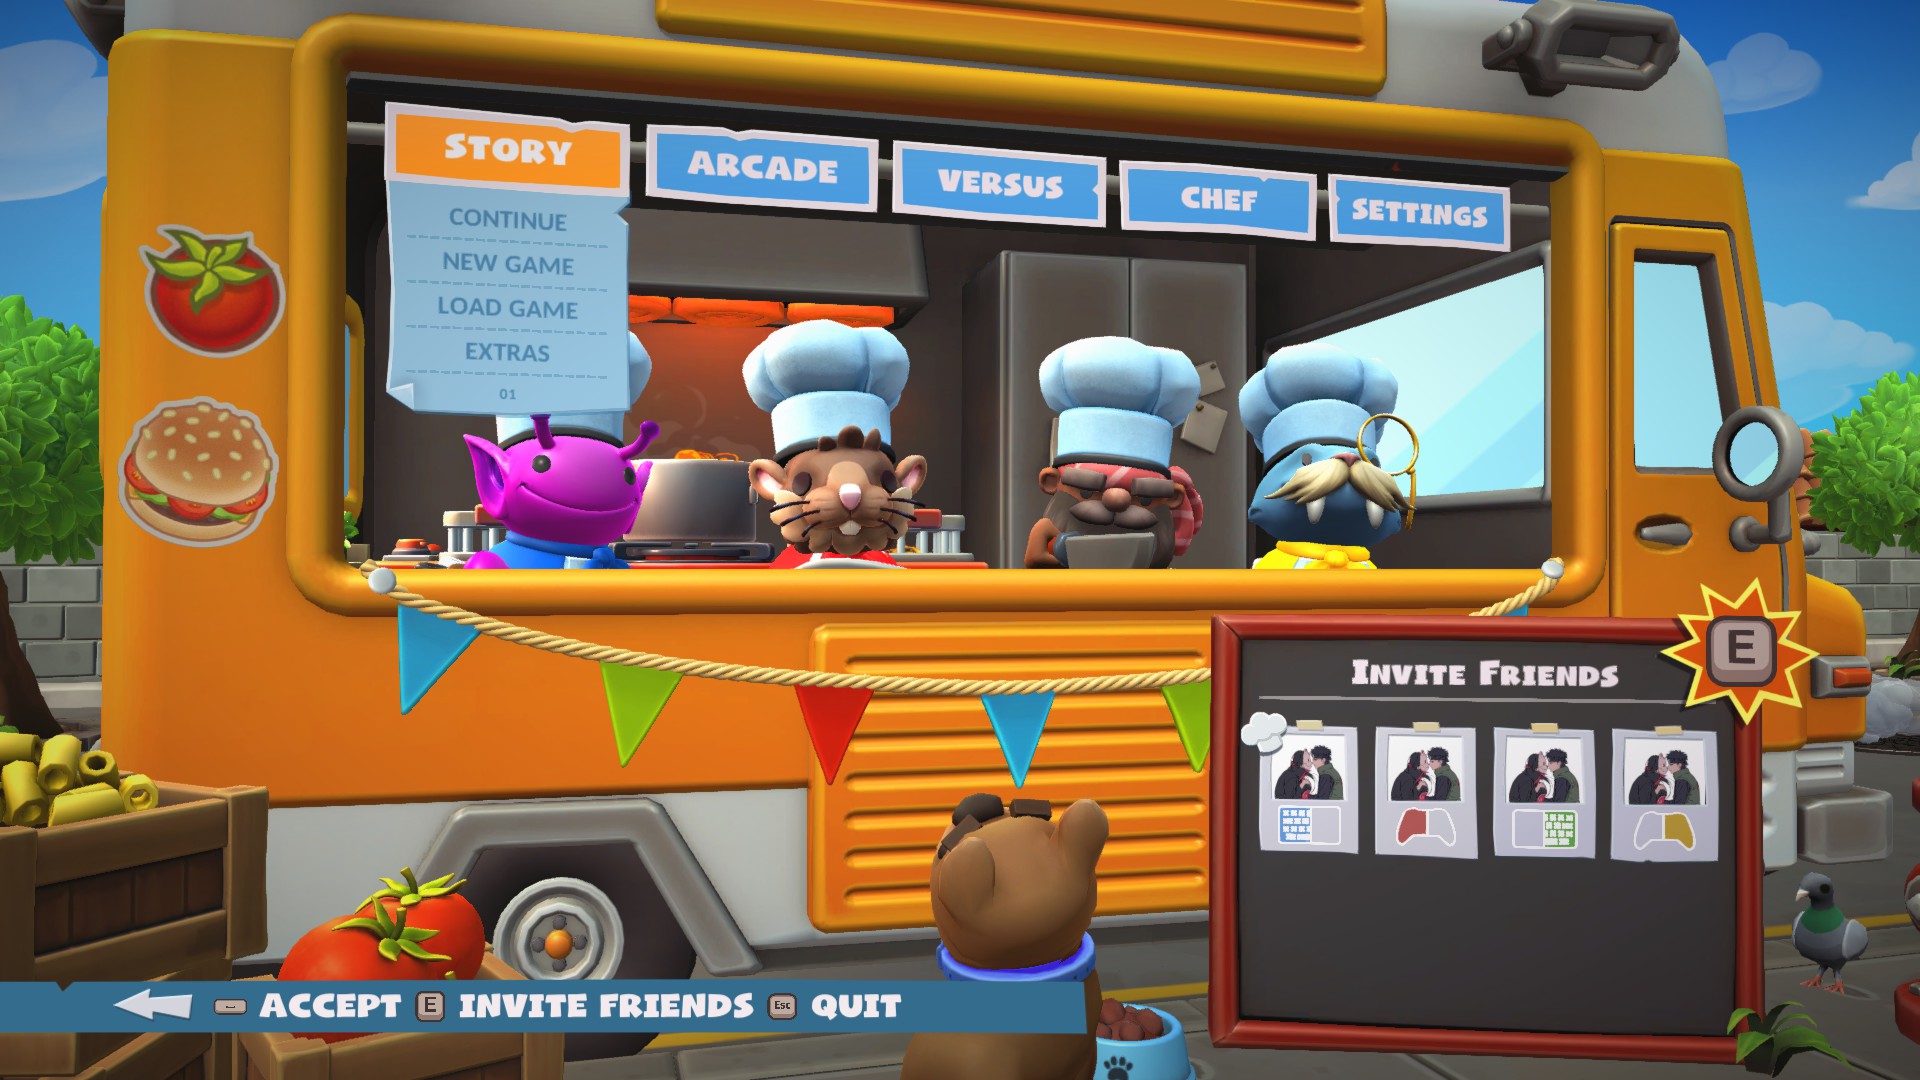 STORY
ARCADE
VERSUS
CHEF
SETTINGS
CONTINUE
NEW GAME
LOAD GAME
EXTRAS
01
INVITE FRIENDS
E
ACCEPT E INVITE FRIENDS Esc QUIT